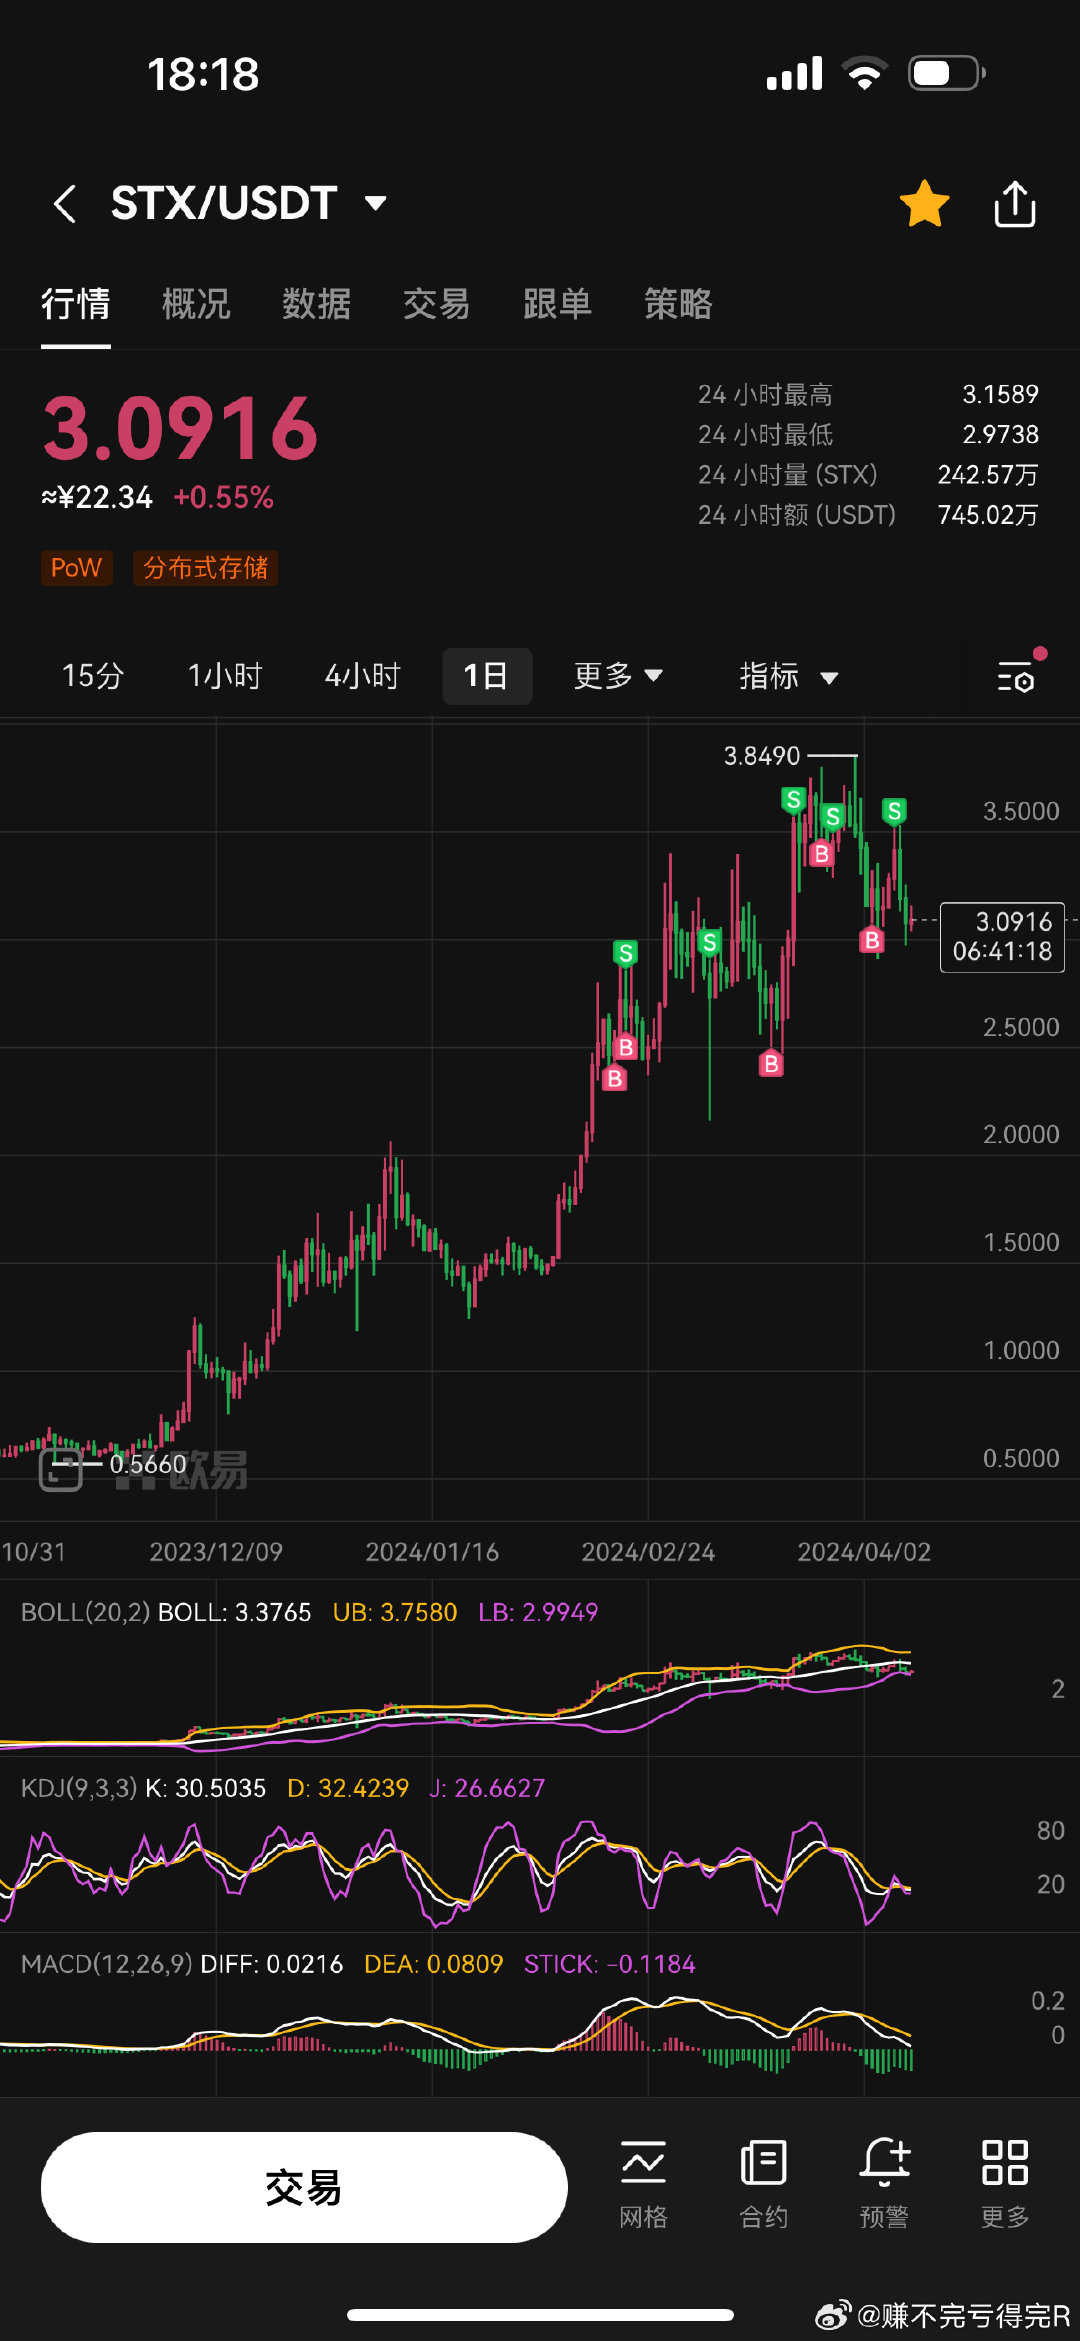 18:18
STX/USDT
行情 概况 数据 交易 跟单 策略
3.0916
≈¥22.34 +0.55%
24 小时最高 3.1589
24 小时最低 2.9738
24 小时量 (STX) 242.57万
24 小时额 (USDT) 745.02万
PoW 分布式存储
15分 1小时 4小时 1日 更多 指标
3.8490
S S S
3.5000
B
3.0916
06:41:18
B
S S
2.5000
B B B
2.0000
1.5000
1.0000
0.5000
0.5660
欧易
10/31 2023/12/09 2024/01/16 2024/02/24 2024/04/02
BOLL(20,2) BOLL: 3.3765 UB: 3.7580 LB: 2.9949
2
KDJ(9,3,3) K: 30.5035 D: 32.4239 J: 26.6627
80
20
MACD(12,26,9) DIFF: 0.0216 DEA: 0.0809 STICK: −0.1184
0.2
0
交易
网格 合约 预警 更多
@赚不完亏得完R